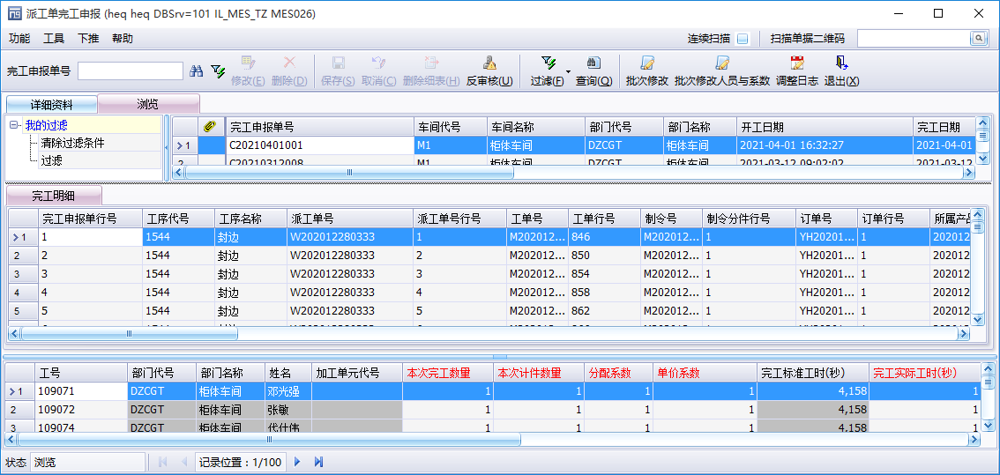 派工单完工申报 (heq heq DBSrv=101 IL_MES_TZ MES026)
功能 工具 下推 帮助 连续扫描 扫描单据二维码
完工申报单号 修改(E) 删除(D) 保存(S) 取消(C) 删除细表(H) 反审核(U) 过滤(F) 查询(Q) 批次修改 批次修改人员与系数 调整日志 退出(X)
详细资料 浏览
我的过滤
清除过滤条件
过滤
完工申报单号 车间代号 车间名称 部门代号 部门名称 开工日期 完工日期
1 C20210401001 M1 柜体车间 DZCGT 柜体车间 2021-04-01 16:32:27 2021-04-01
2 C20210312008 M1 柜体车间 DZCGT 柜体车间 2021-03-12 09:02:02 2021-03-12
完工明细
完工申报单行号 工序代号 工序名称 派工单号 派工单号行号 工单号 工单行号 制令号 制令分件行号 订单号 订单行号 所属产品
1 1 1544 封边 W202012280333 1 M202012... 846 M202012... 1 YH20201... 1 202012
2 2 1544 封边 W202012280333 2 M202012... 850 M202012... 1 YH20201... 1 202012
3 3 1544 封边 W202012280333 3 M202012... 854 M202012... 1 YH20201... 1 202012
4 4 1544 封边 W202012280333 4 M202012... 858 M202012... 1 YH20201... 1 202012
5 5 1544 封边 W202012280333 5 M202012... 862 M202012... 1 YH20201... 1 202012
工号 部门代号 部门名称 姓名 加工单元代号 本次完工数量 本次计件数量 分配系数 单价系数 完工标准工时(秒) 完工实际工时(秒)
1 109071 DZCGT 柜体车间 邓光强 1 1 1 1 4,158 1
2 109072 DZCGT 柜体车间 张敏 1 1 1 1 4,158 1
3 109074 DZCGT 柜体车间 代仕伟 1 1 1 1 4,158 1
状态 浏览 记录位置：1/100